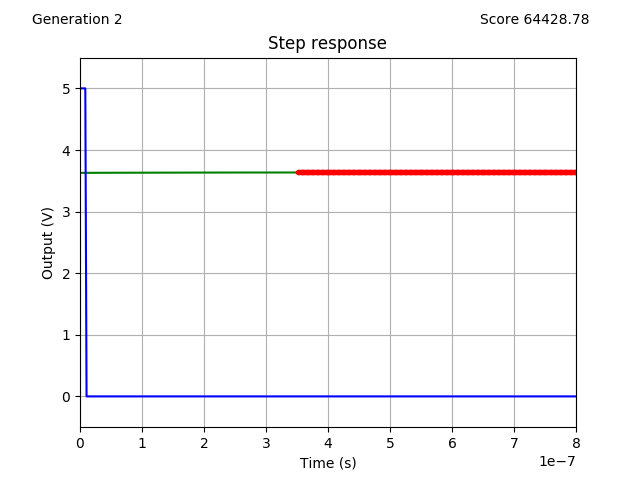 Generation 2
Score 64428.78
Step response
Output (V)
5
4
3
2
1
0
0 1 2 3 4 5 6 7 8
1e−7
Time (s)